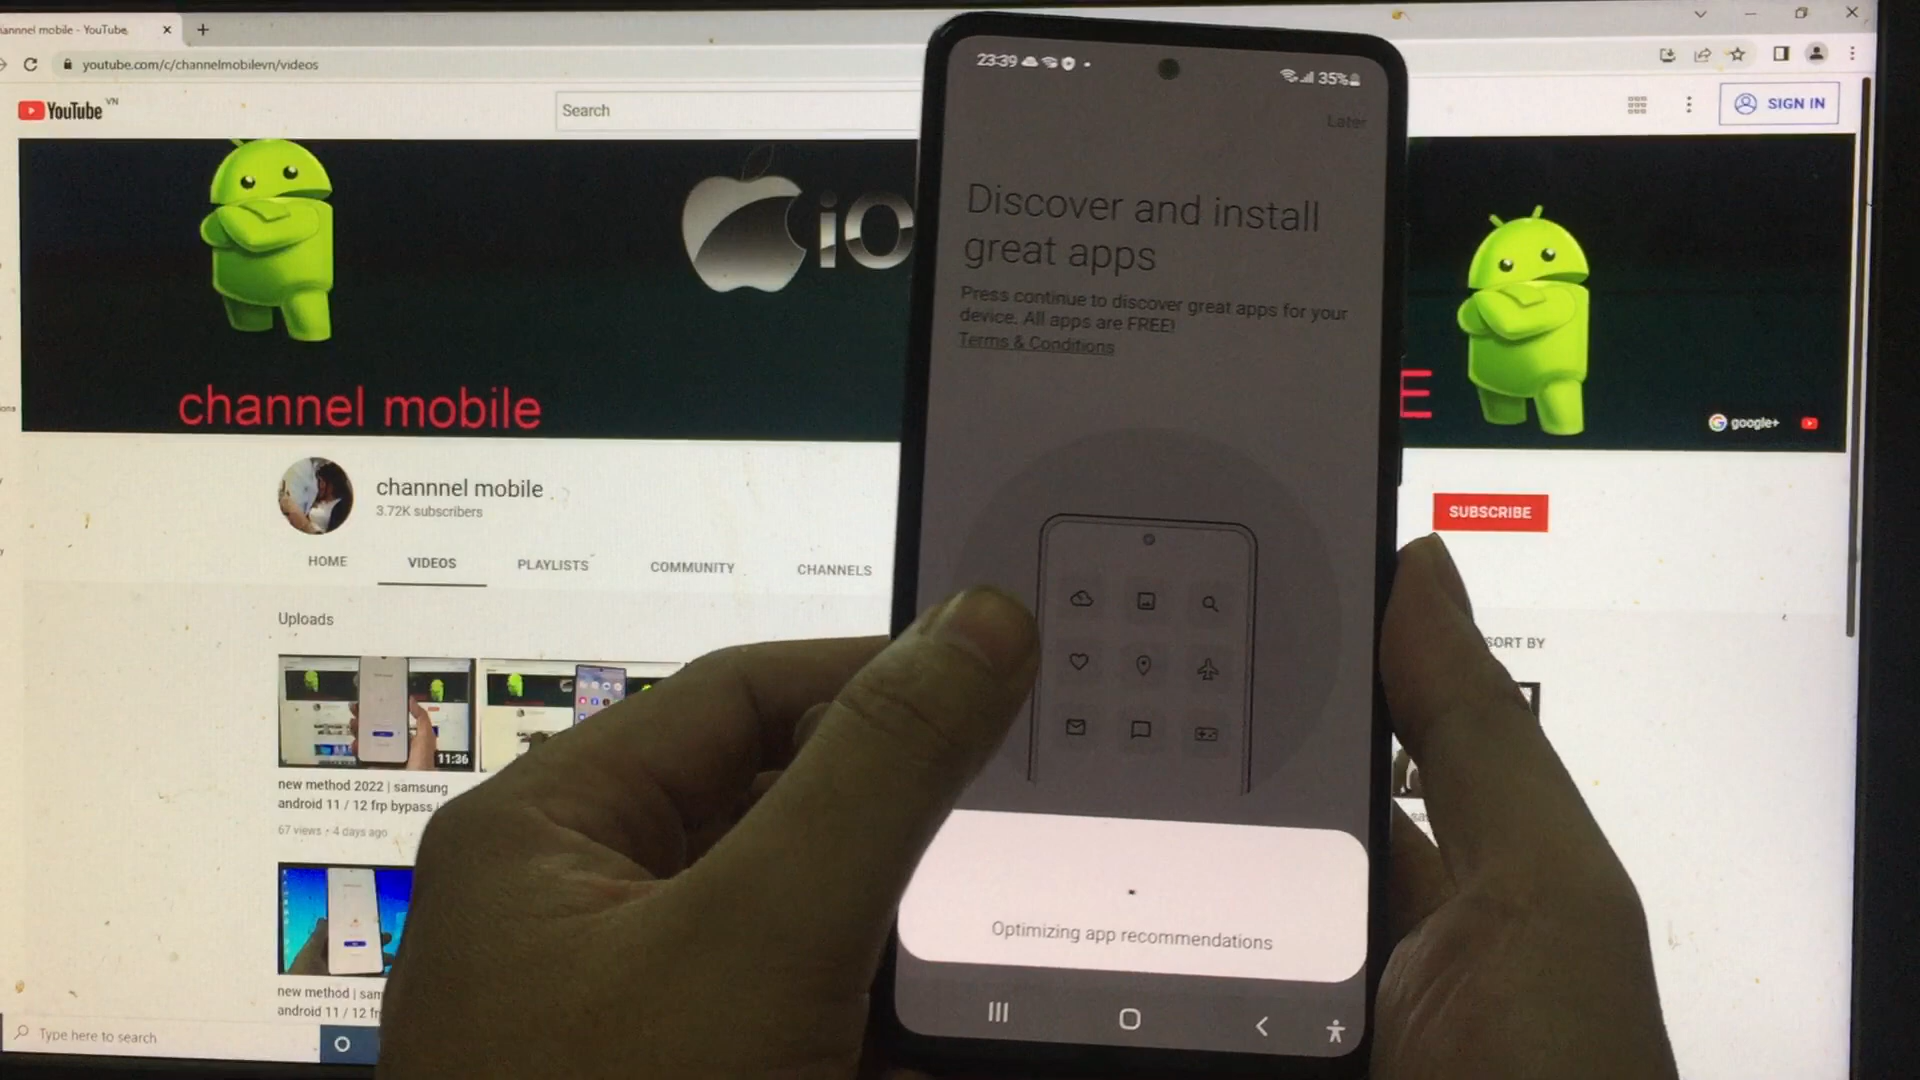 annnel mobile - YouTube
youtube.com/c/channelmobilevn/videos
YouTube VN
Search
SIGN IN
iO
channel mobile
E
google+
channnel mobile
3.72K subscribers
SUBSCRIBE
HOME
VIDEOS
PLAYLISTS
COMMUNITY
CHANNELS
Uploads
SORT BY
11:36
new method 2022 | samsung
android 11 / 12 frp bypass
67 views • 4 days ago
new method | sam
android 11 / 12 fr
Type here to search
23:39
35%
Later
Discover and install
great apps
Press continue to discover great apps for your
device. All apps are FREE!
Terms & Conditions
Optimizing app recommendations